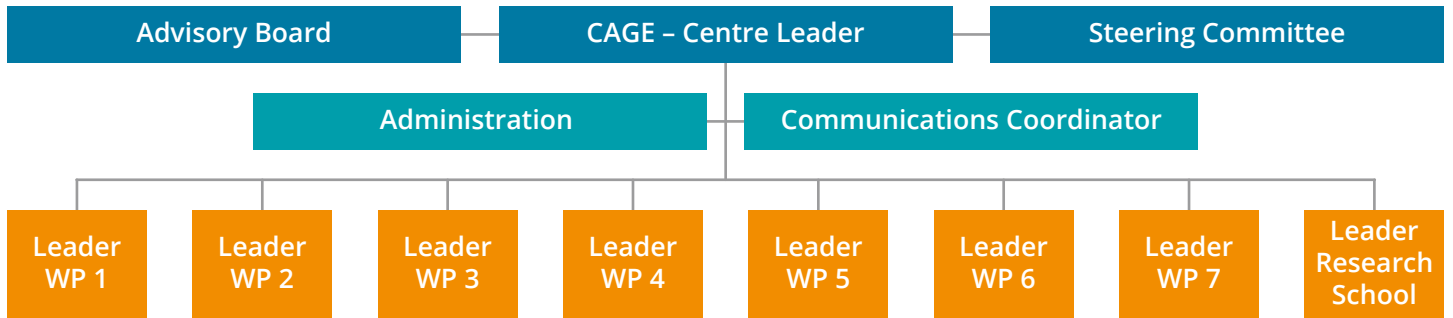 Advisory Board
CAGE – Centre Leader
Steering Committee
Administration
Communications Coordinator
Leader
WP 1
Leader
WP 2
Leader
WP 3
Leader
WP 4
Leader
WP 5
Leader
WP 6
Leader
WP 7
Leader
Research
School